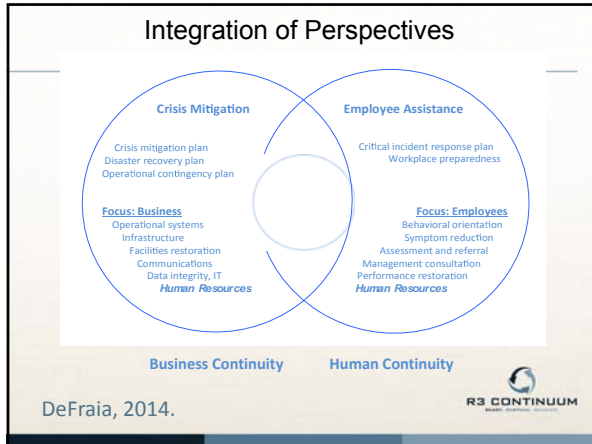 Integration of Perspectives
Crisis Mitigation
Crisis mitigation plan
Disaster recovery plan
Operational contingency plan
Focus: Business
Operational systems
Infrastructure
Facilities restoration
Communications
Data integrity, IT
Human Resources
Employee Assistance
Critical incident response plan
Workplace preparedness
Focus: Employees
Behavioral orientation
Symptom reduction
Assessment and referral
Management consultation
Performance restoration
Human Resources
Business Continuity
Human Continuity
DeFraia, 2014.
R3 CONTINUUM